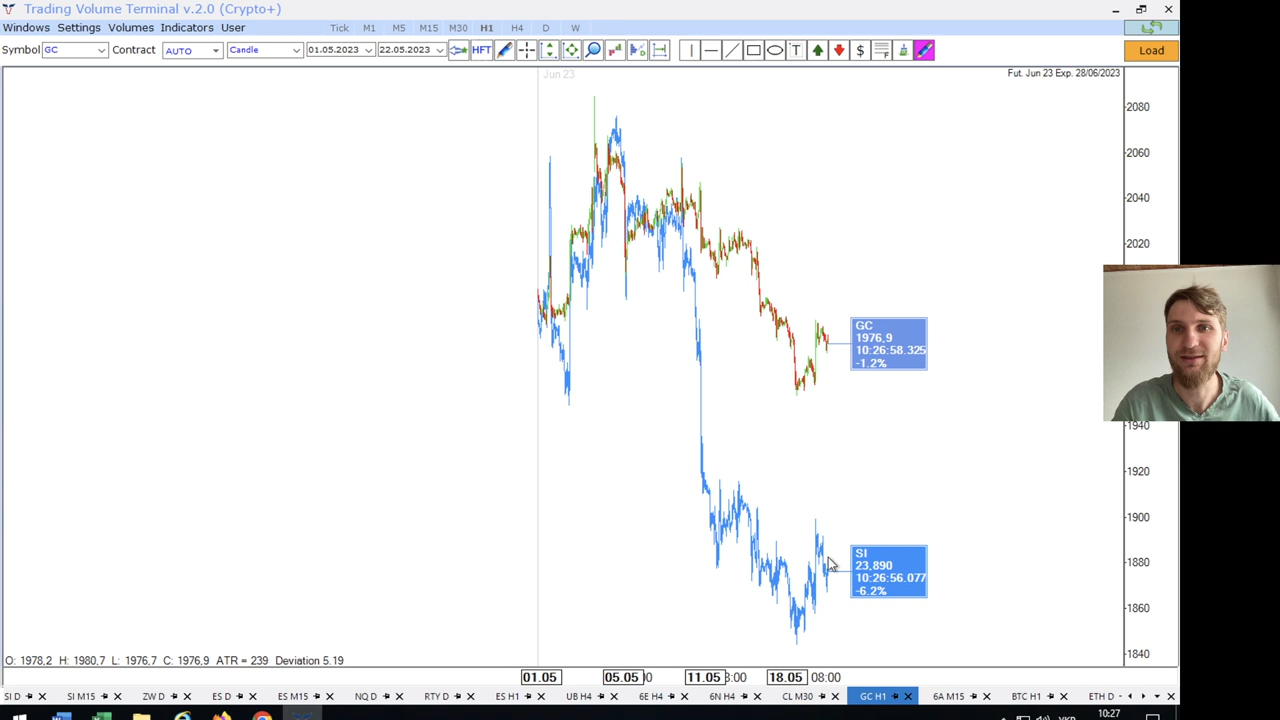 Trading Volume Terminal v.2.0 (Crypto+)
Windows Settings Volumes Indicators User Tick M1 M5 M15 M30 H1 H4 D W
Symbol GC Contract AUTO Candle 01.05.2023 22.05.2023 HFT T $ F Load
Jun 23 Fut. Jun 23 Exp. 28/06/2023
2080
2060
2040
2020
GC
1976,9
10:26:58.325
-1.2%
1940
1920
1900
SI
23,890
10:26:56.077
-6.2%
1880
1860
1840
O: 1978,2 H: 1980,7 L: 1976,7 C: 1976,9 ATR = 239 Deviation 5.19
01.05 05.05 11.05 18.05 08:00
SI D SI M15 ZW D ES D ES M15 NQ D RTY D ES H1 UB H4 6E H4 6N H4 CL M30 GC H1 6A M15 BTC H1 ETH D
10:27